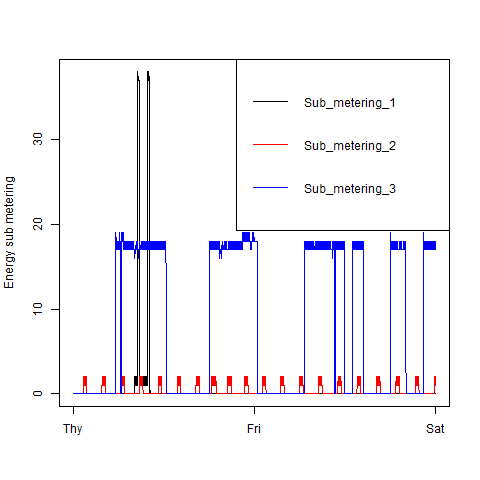 Sub_metering_1
Sub_metering_2
Sub_metering_3
Energy sub metering
30
20
10
0
Thy
Fri
Sat